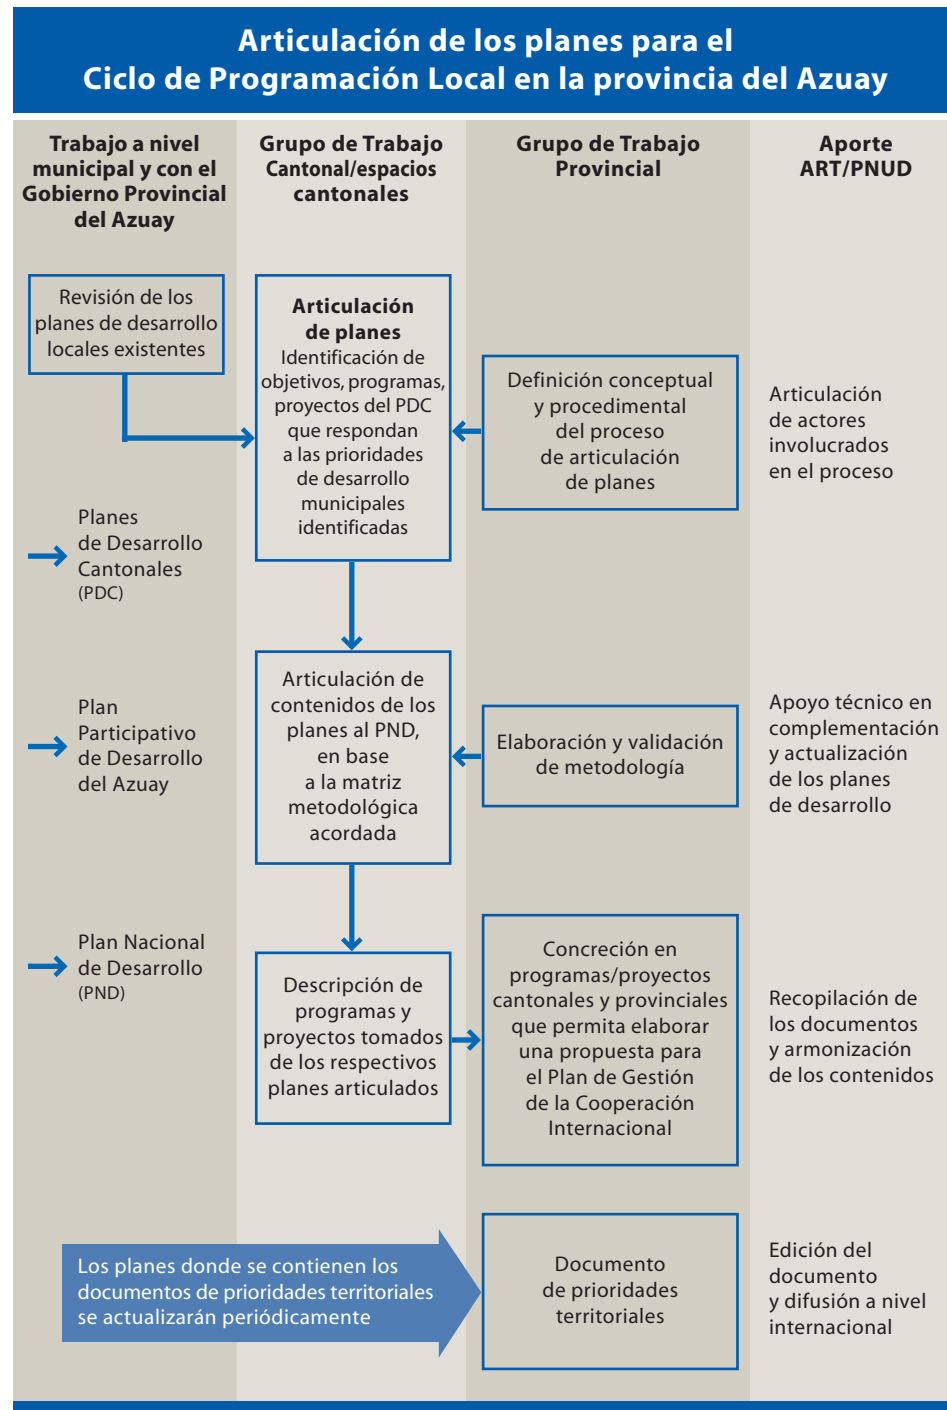 Articulación de los planes para el
Ciclo de Programación Local en la provincia del Azuay
Trabajo a nivel
municipal y con el
Gobierno Provincial
del Azuay
Grupo de Trabajo
Cantonal/espacios
cantonales
Grupo de Trabajo
Provincial
Aporte
ART/PNUD
Revisión de los
planes de desarrollo
locales existentes
Articulación
de planes
Identificación de
objetivos, programas,
proyectos del PDC
que respondan
a las prioridades
de desarrollo
municipales
identificadas
Definición conceptual
y procedimental
del proceso
de articulación
de planes
Articulación
de actores
involucrados
en el proceso
Planes
de Desarrollo
Cantonales
(PDC)
Plan
Participativo
de Desarrollo
del Azuay
Articulación de
contenidos de los
planes al PND,
en base
a la matriz
metodológica
acordada
Elaboración y validación
de metodología
Apoyo técnico en
complementación
y actualización
de los planes
de desarrollo
Plan Nacional
de Desarrollo
(PND)
Descripción de
programas y
proyectos tomados
de los respectivos
planes articulados
Concreción en
programas/proyectos
cantonales y provinciales
que permita elaborar
una propuesta para
el Plan de Gestión
de la Cooperación
Internacional
Recopilación de
los documentos
y armonización
de los contenidos
Los planes donde se contienen los
documentos de prioridades territoriales
se actualizarán periódicamente
Documento
de prioridades
territoriales
Edición del
documento
y difusión a nivel
internacional